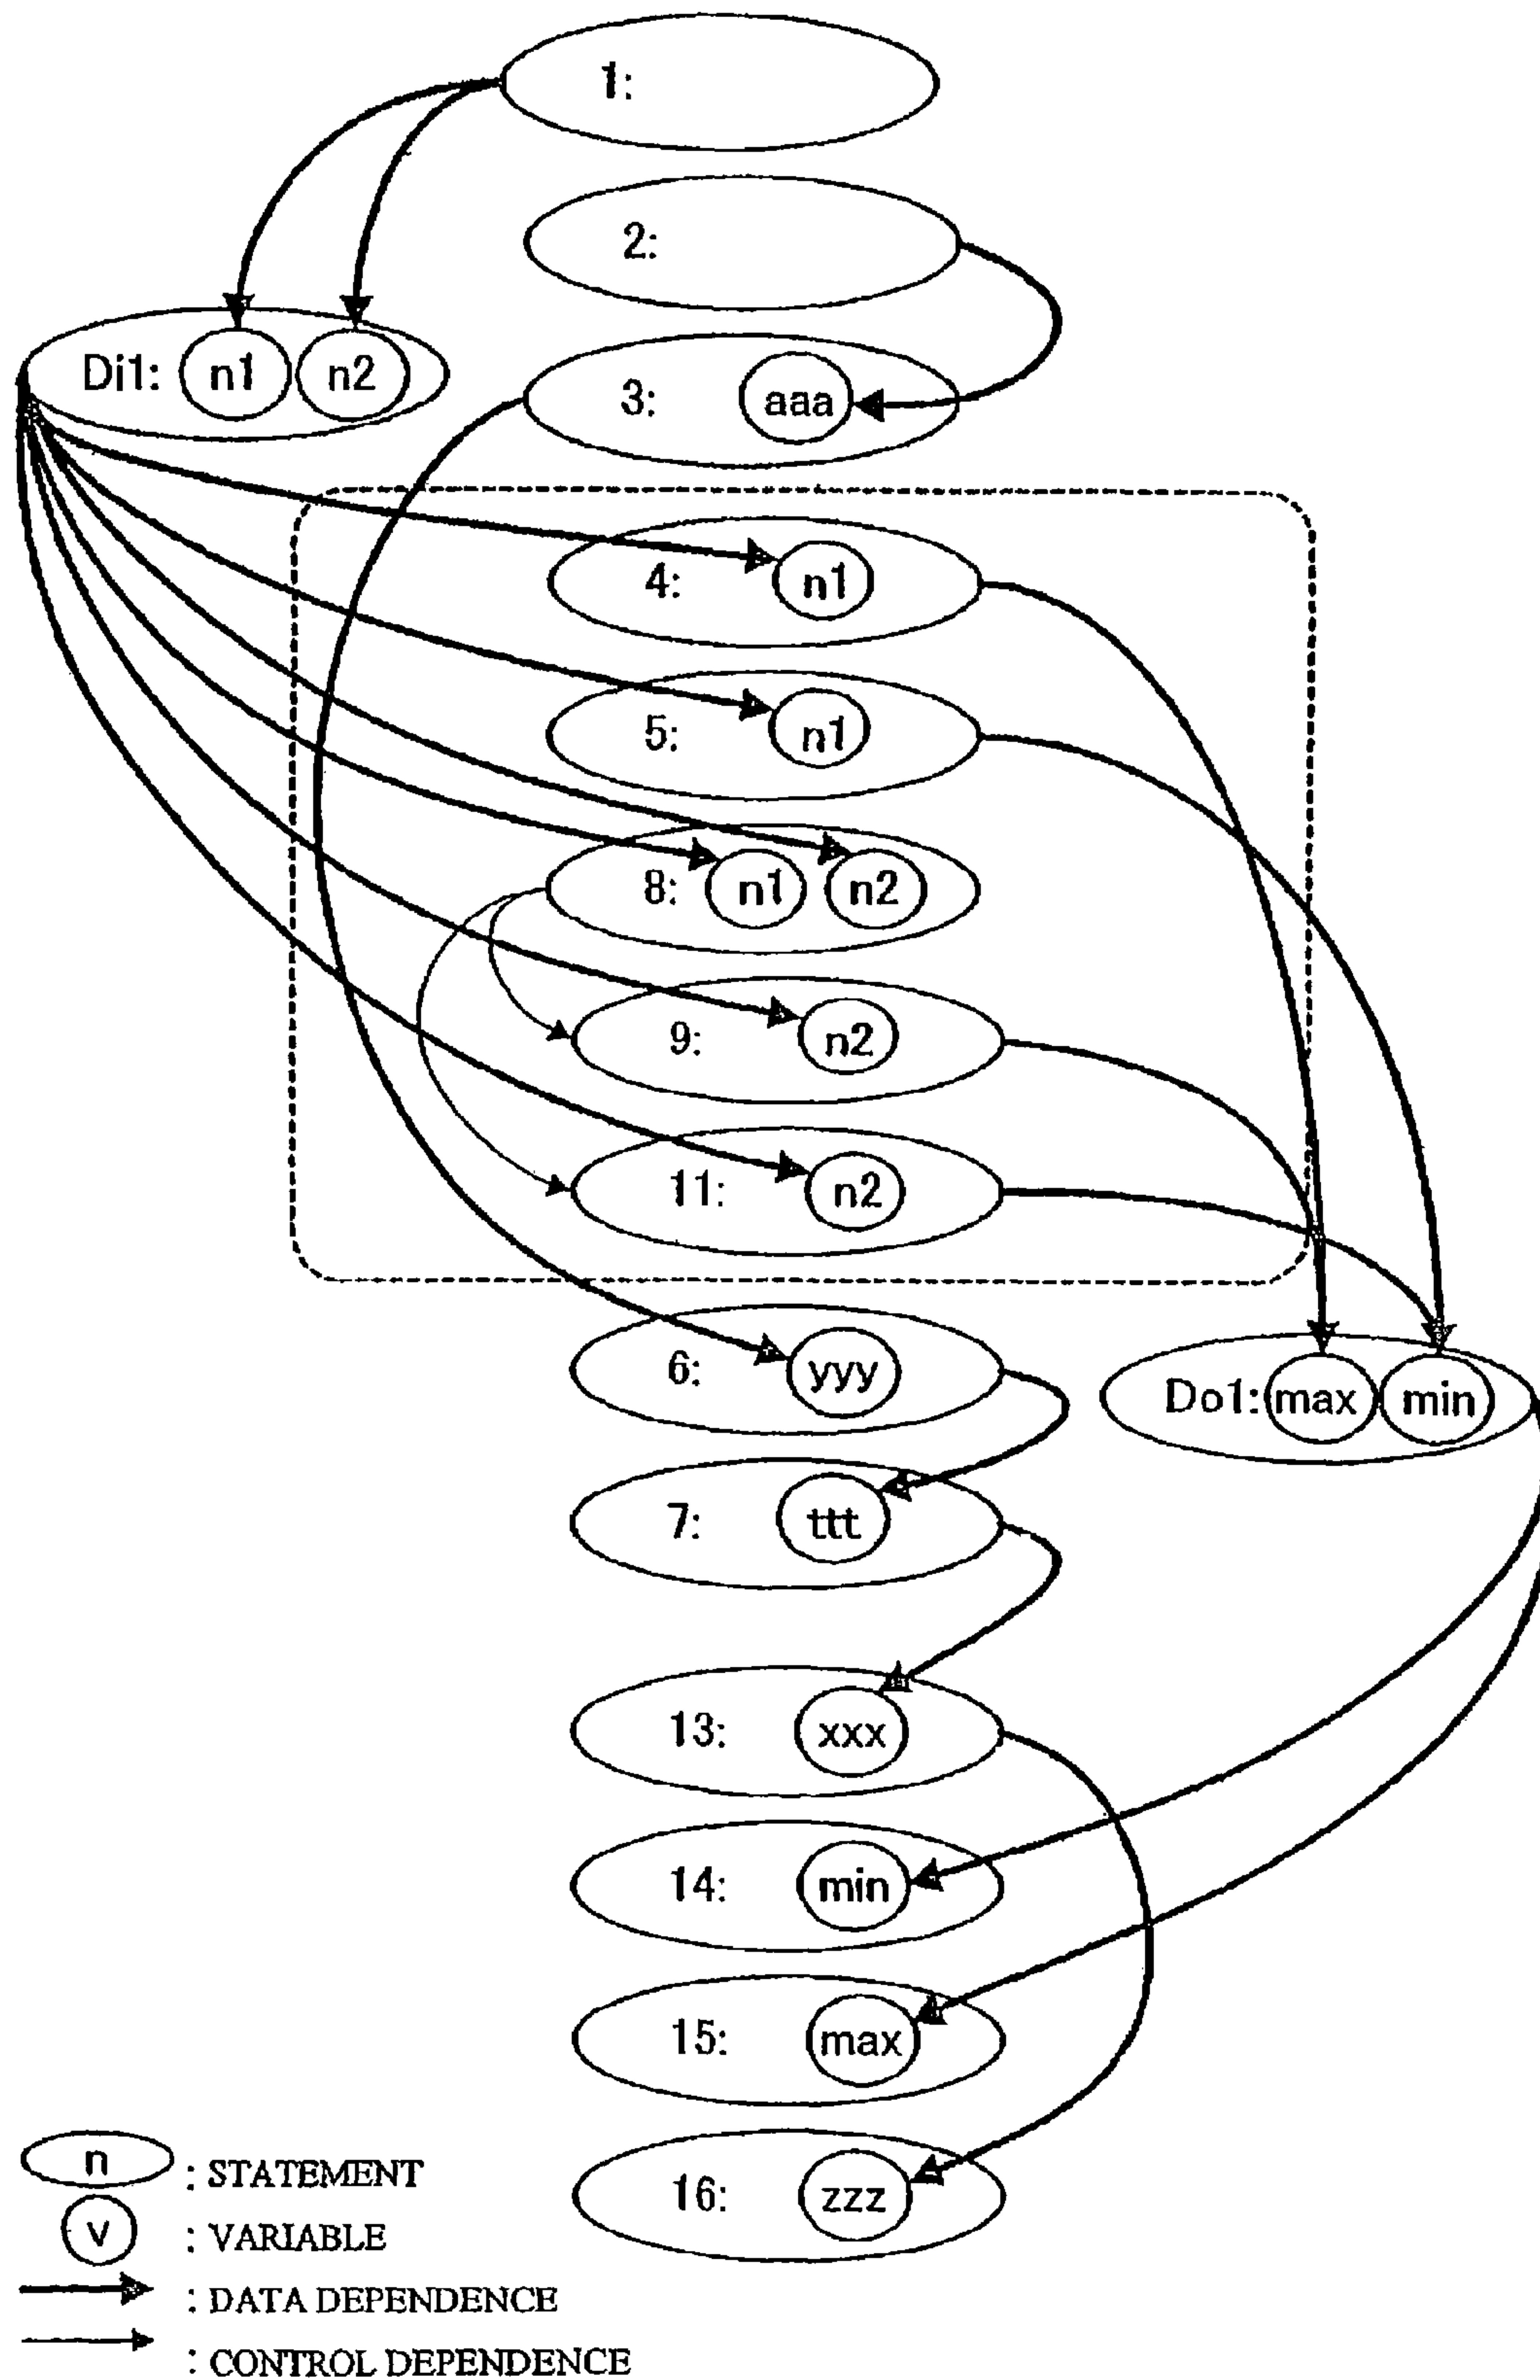 1:
2:
Di1: n1 n2
3: aaa
4: n1
5: n1
8: n1 n2
9: n2
11: n2
6: yyy
Do1: max min
7: ttt
13: xxx
14: min
15: max
16: zzz
n : STATEMENT
v : VARIABLE
: DATA DEPENDENCE
: CONTROL DEPENDENCE